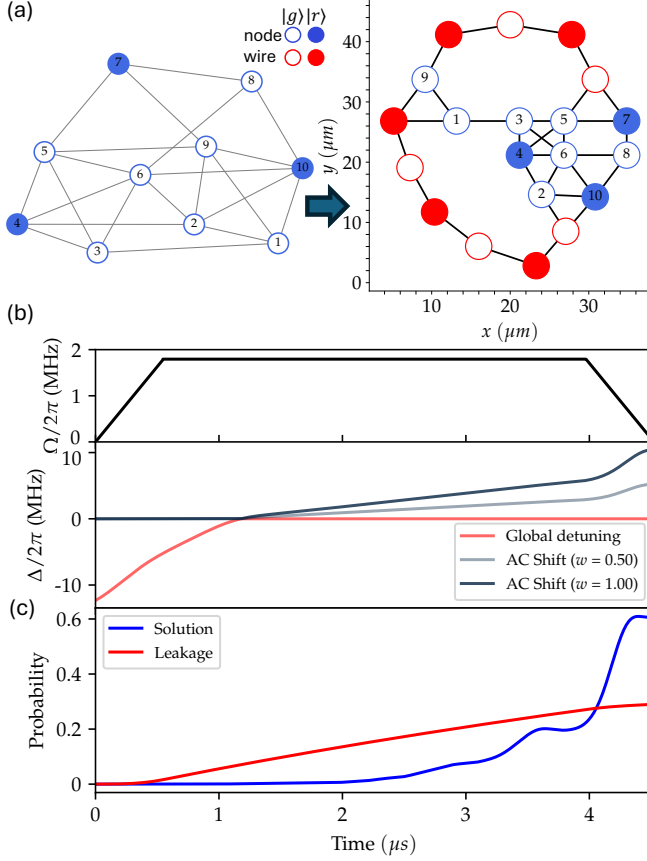 (a)
|g⟩|r⟩
node
wire
7
8
5
9
6
10
4
2
3
1
y (μm)
40
30
20
10
0
9
1
3
5
7
4
6
8
2
10
10
20
30
x (μm)
(b)
Ω/2π (MHz)
2
1
0
Δ/2π (MHz)
10
0
-10
Global detuning
AC Shift (w = 0.50)
AC Shift (w = 1.00)
(c)
Probability
0.6
0.4
0.2
0
Solution
Leakage
0
1
2
3
4
Time (μs)